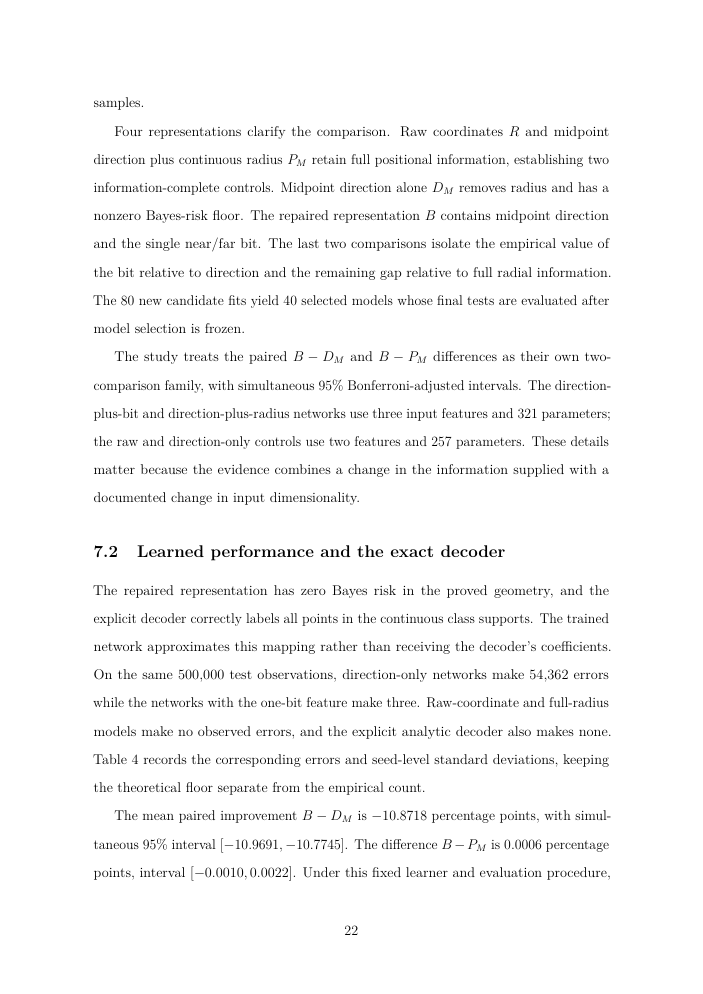 samples.
Four representations clarify the comparison. Raw coordinates R and midpoint
direction plus continuous radius P_M retain full positional information, establishing two
information-complete controls. Midpoint direction alone D_M removes radius and has a
nonzero Bayes-risk floor. The repaired representation B contains midpoint direction
and the single near/far bit. The last two comparisons isolate the empirical value of
the bit relative to direction and the remaining gap relative to full radial information.
The 80 new candidate fits yield 40 selected models whose final tests are evaluated after
model selection is frozen.
The study treats the paired B − D_M and B − P_M differences as their own two-
comparison family, with simultaneous 95% Bonferroni-adjusted intervals. The direction-
plus-bit and direction-plus-radius networks use three input features and 321 parameters;
the raw and direction-only controls use two features and 257 parameters. These details
matter because the evidence combines a change in the information supplied with a
documented change in input dimensionality.
7.2 Learned performance and the exact decoder
The repaired representation has zero Bayes risk in the proved geometry, and the
explicit decoder correctly labels all points in the continuous class supports. The trained
network approximates this mapping rather than receiving the decoder's coefficients.
On the same 500,000 test observations, direction-only networks make 54,362 errors
while the networks with the one-bit feature make three. Raw-coordinate and full-radius
models make no observed errors, and the explicit analytic decoder also makes none.
Table 4 records the corresponding errors and seed-level standard deviations, keeping
the theoretical floor separate from the empirical count.
The mean paired improvement B − D_M is −10.8718 percentage points, with simul-
taneous 95% interval [−10.9691, −10.7745]. The difference B − P_M is 0.0006 percentage
points, interval [−0.0010, 0.0022]. Under this fixed learner and evaluation procedure,
22